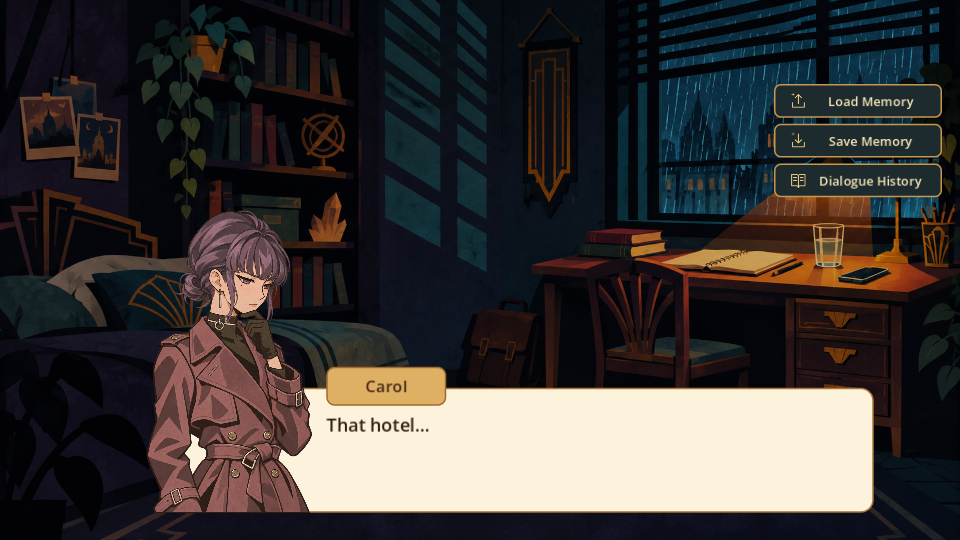 Load Memory
Save Memory
Dialogue History
Carol
That hotel...